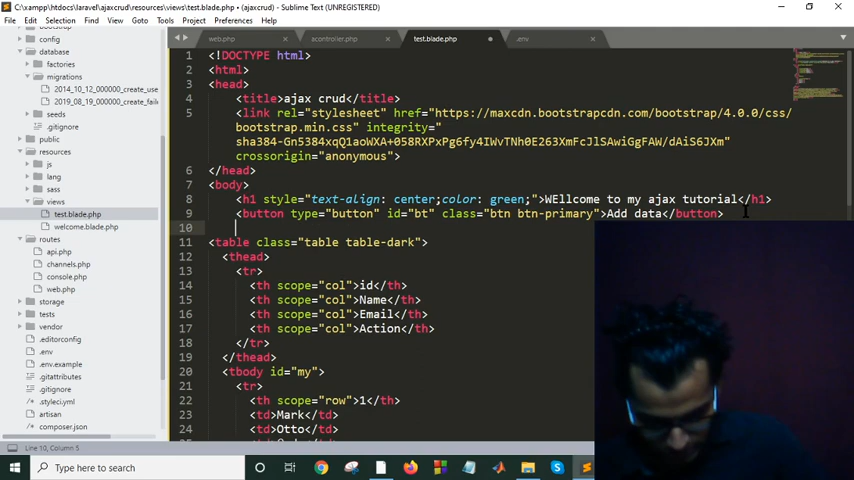 C:\xampp\htdocs\laravel\ajaxcrud\resources\views\test.blade.php • (ajaxcrud) - Sublime Text (UNREGISTERED)
File Edit Selection Find View Goto Tools Project Preferences Help
web.php × acontroller.php × test.blade.php .env ×
config
database
factories
migrations
2014_10_12_000000_create_use
2019_08_19_000000_create_faile
seeds
.gitignore
public
resources
js
lang
sass
views
test.blade.php
welcome.blade.php
routes
api.php
channels.php
console.php
web.php
storage
tests
vendor
.editorconfig
.env
.env.example
.gitattributes
.gitignore
.styleci.yml
artisan
composer.json
1 <!DOCTYPE html>
2 <html>
3 <head>
4 <title>ajax crud</title>
5 <link rel="stylesheet" href="https://maxcdn.bootstrapcdn.com/bootstrap/4.0.0/css/
bootstrap.min.css" integrity="
sha384-Gn5384xqQ1aoWXA+058RXPxPg6fy4IWvTNh0E263XmFcJlSAwiGgFAW/dAiS6JXm"
crossorigin="anonymous">
6 </head>
7 <body>
8 <h1 style="text-align: center;color: green;">WEllcome to my ajax tutorial</h1>
9 <button type="button" id="bt" class="btn btn-primary">Add data</button>
10
11 <table class="table table-dark">
12 <thead>
13 <tr>
14 <th scope="col">id</th>
15 <th scope="col">Name</th>
16 <th scope="col">Email</th>
17 <th scope="col">Action</th>
18 </tr>
19 </thead>
20 <tbody id="my">
21 <tr>
22 <th scope="row">1</th>
23 <td>Mark</td>
24 <td>Otto</td>
Line 10, Column 5
Type here to search